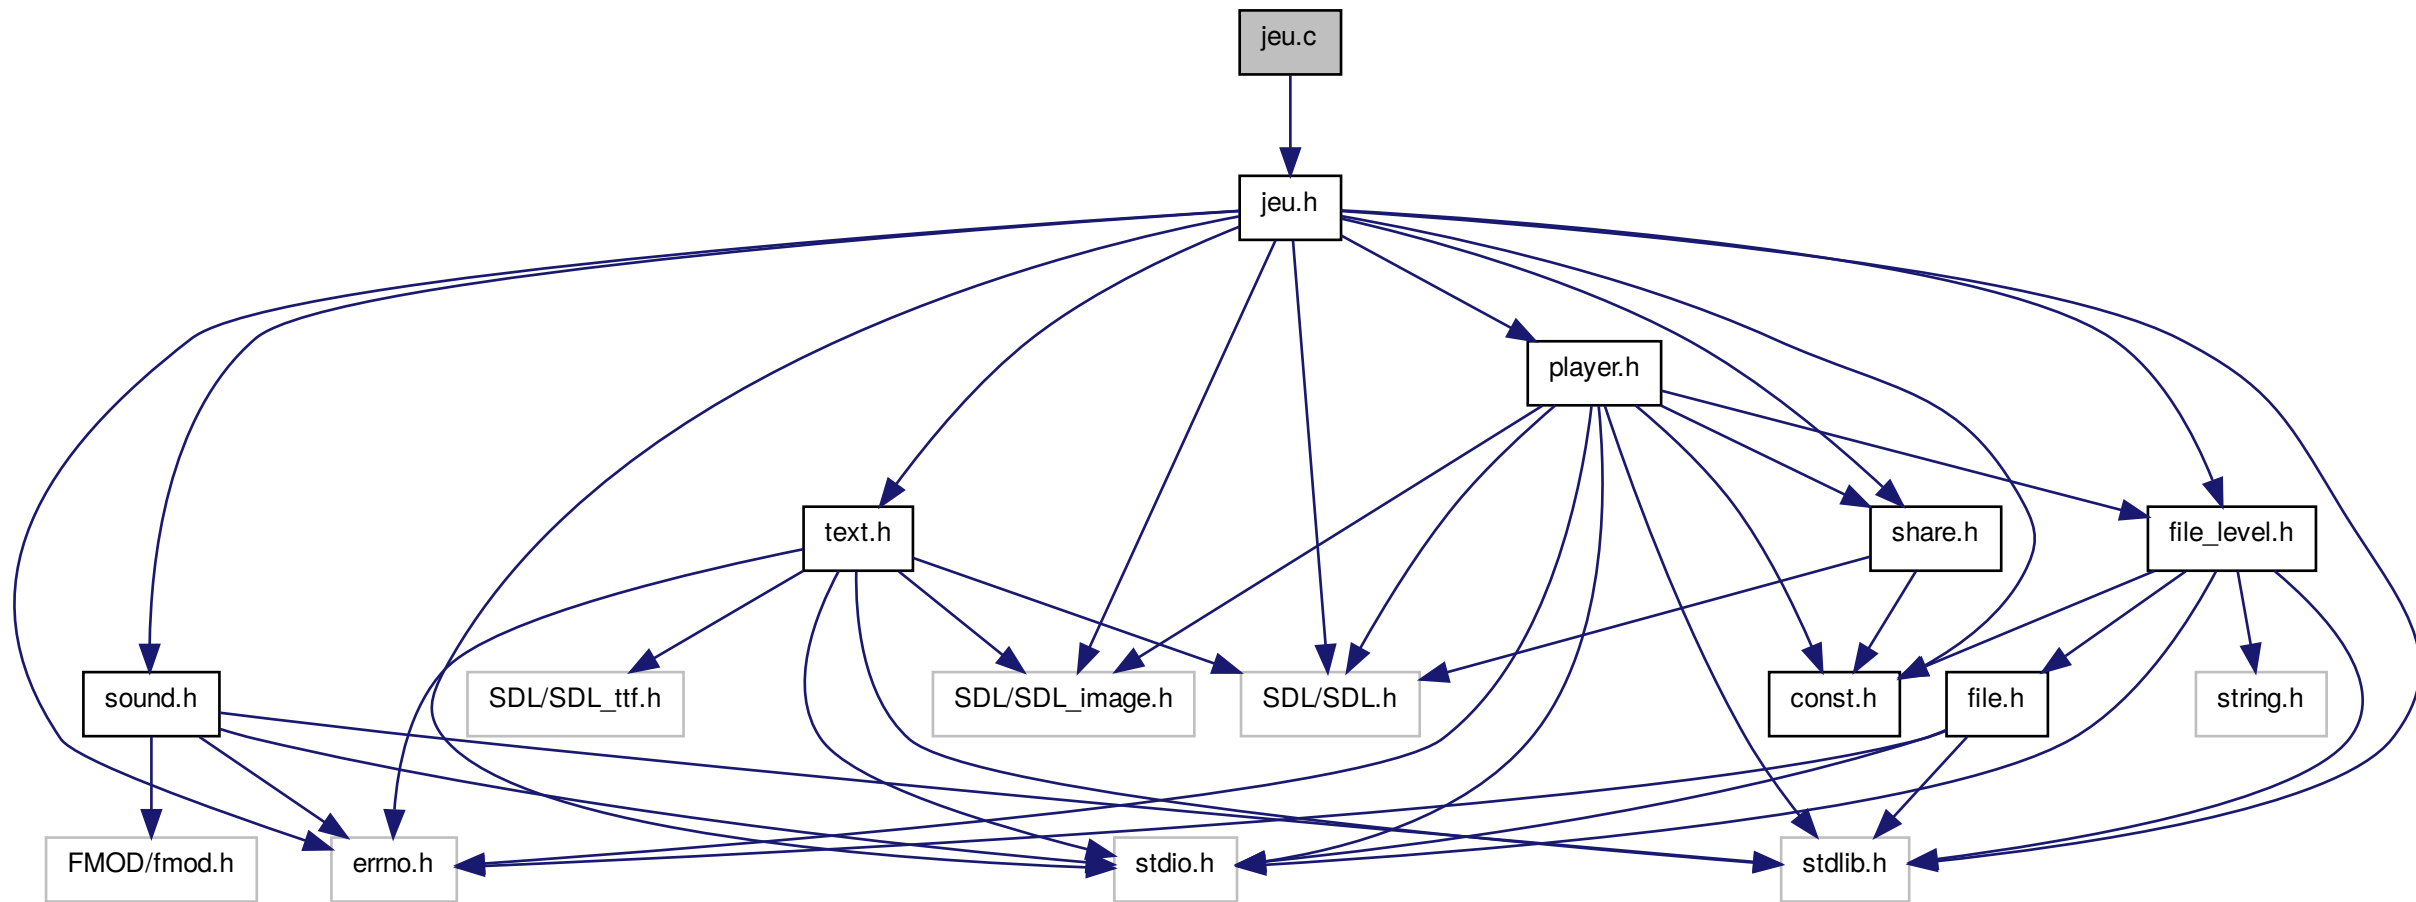 jeu.c
jeu.h
player.h
text.h
share.h
file_level.h
sound.h
SDL/SDL_ttf.h
SDL/SDL_image.h
SDL/SDL.h
const.h
file.h
string.h
FMOD/fmod.h
errno.h
stdio.h
stdlib.h